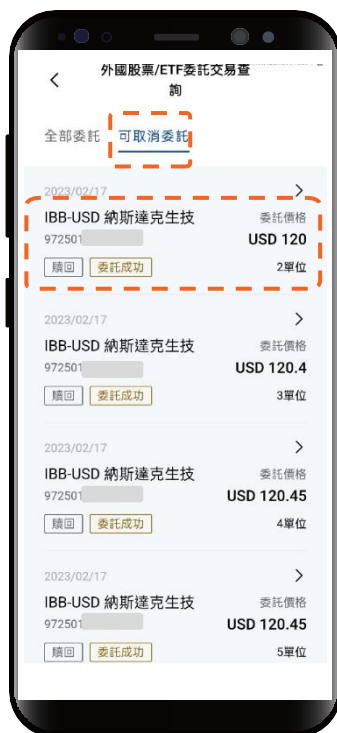 外國股票/ETF委託交易查
詢
全部委託 可取消委託
2023/02/17
IBB-USD 納斯達克生技 委託價格
972501 USD 120
贖回 委託成功 2單位
2023/02/17
IBB-USD 納斯達克生技 委託價格
972501 USD 120.4
贖回 委託成功 3單位
2023/02/17
IBB-USD 納斯達克生技 委託價格
972501 USD 120.45
贖回 委託成功 4單位
2023/02/17
IBB-USD 納斯達克生技 委託價格
972501 USD 120.45
贖回 委託成功 5單位